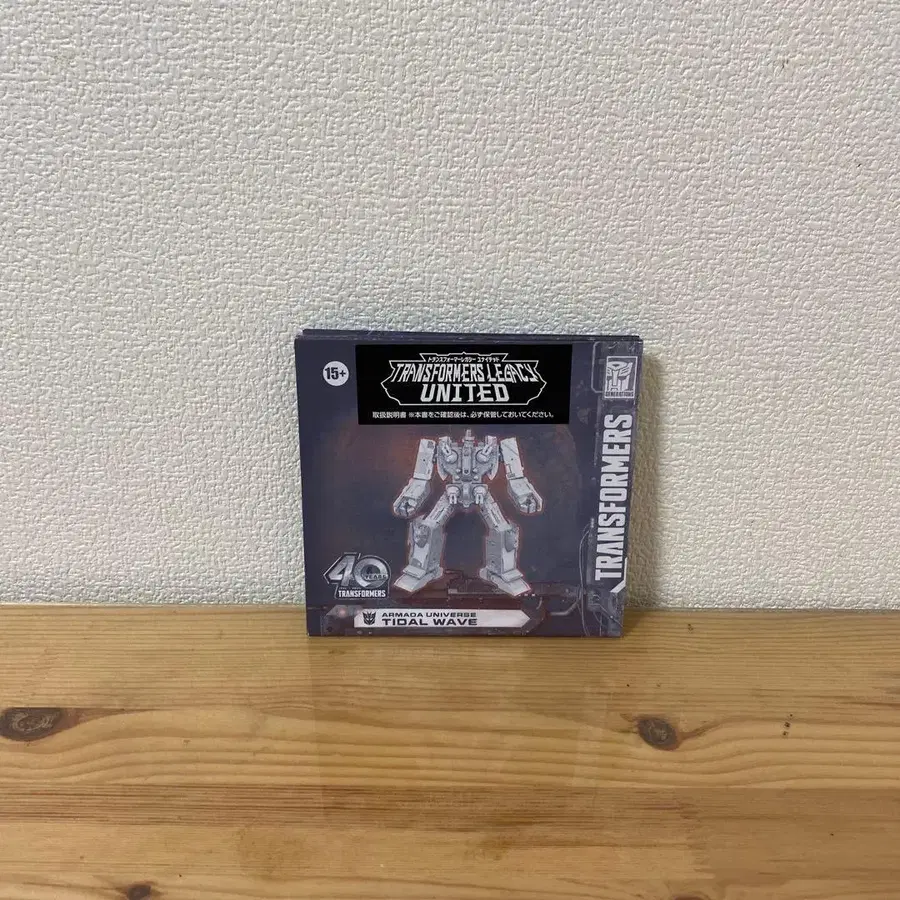 15+
トランスフォーマーレガシー ユナイテッド
TRANSFORMERS LEGACY
UNITED
取扱説明書 ※本書をご確認後は、必ず保管しておいてください。
GENERATIONS
TRANSFORMERS
40
YEARS
TRANSFORMERS
ARMADA UNIVERSE
TIDAL WAVE